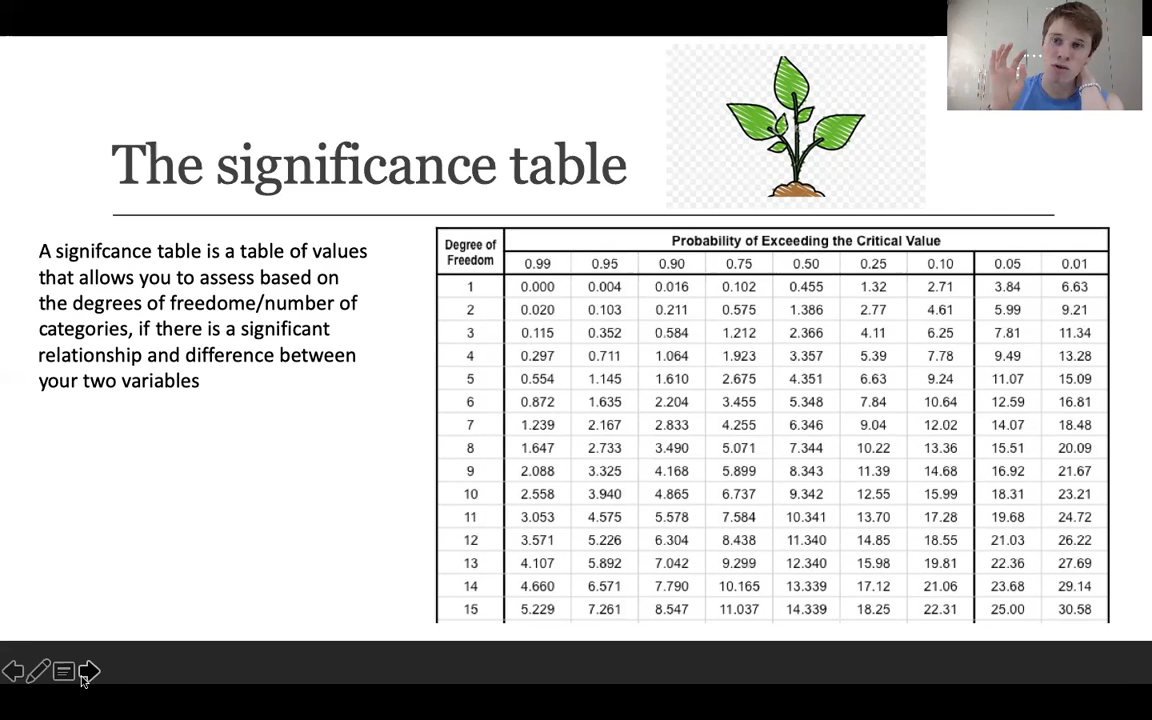 The significance table
A signifcance table is a table of values
that allows you to assess based on
the degrees of freedome/number of
categories, if there is a significant
relationship and difference between
your two variables
Degree of Freedom Probability of Exceeding the Critical Value
0.99 0.95 0.90 0.75 0.50 0.25 0.10 0.05 0.01
1 0.000 0.004 0.016 0.102 0.455 1.32 2.71 3.84 6.63
2 0.020 0.103 0.211 0.575 1.386 2.77 4.61 5.99 9.21
3 0.115 0.352 0.584 1.212 2.366 4.11 6.25 7.81 11.34
4 0.297 0.711 1.064 1.923 3.357 5.39 7.78 9.49 13.28
5 0.554 1.145 1.610 2.675 4.351 6.63 9.24 11.07 15.09
6 0.872 1.635 2.204 3.455 5.348 7.84 10.64 12.59 16.81
7 1.239 2.167 2.833 4.255 6.346 9.04 12.02 14.07 18.48
8 1.647 2.733 3.490 5.071 7.344 10.22 13.36 15.51 20.09
9 2.088 3.325 4.168 5.899 8.343 11.39 14.68 16.92 21.67
10 2.558 3.940 4.865 6.737 9.342 12.55 15.99 18.31 23.21
11 3.053 4.575 5.578 7.584 10.341 13.70 17.28 19.68 24.72
12 3.571 5.226 6.304 8.438 11.340 14.85 18.55 21.03 26.22
13 4.107 5.892 7.042 9.299 12.340 15.98 19.81 22.36 27.69
14 4.660 6.571 7.790 10.165 13.339 17.12 21.06 23.68 29.14
15 5.229 7.261 8.547 11.037 14.339 18.25 22.31 25.00 30.58